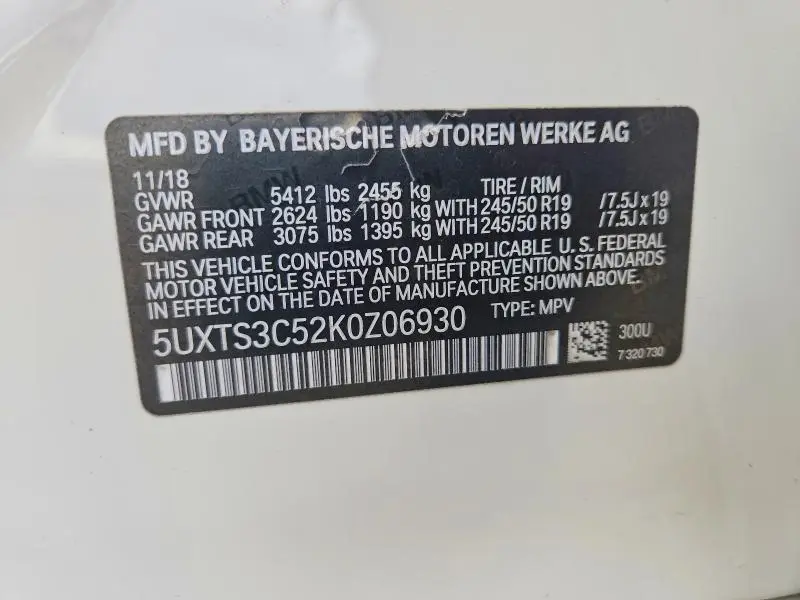 MFD BY BAYERISCHE MOTOREN WERKE AG
11/18 TIRE / RIM
GVWR 5412 lbs 2455 kg
GAWR FRONT 2624 lbs 1190 kg WITH 245/50 R19 /7.5J x 19
GAWR REAR 3075 lbs 1395 kg WITH 245/50 R19 /7.5J x 19
THIS VEHICLE CONFORMS TO ALL APPLICABLE U. S. FEDERAL
MOTOR VEHICLE SAFETY AND THEFT PREVENTION STANDARDS
IN EFFECT ON THE DATE OF MANUFACTURE SHOWN ABOVE.
5UXTS3C52K0Z06930 TYPE: MPV
300U
7 320 730